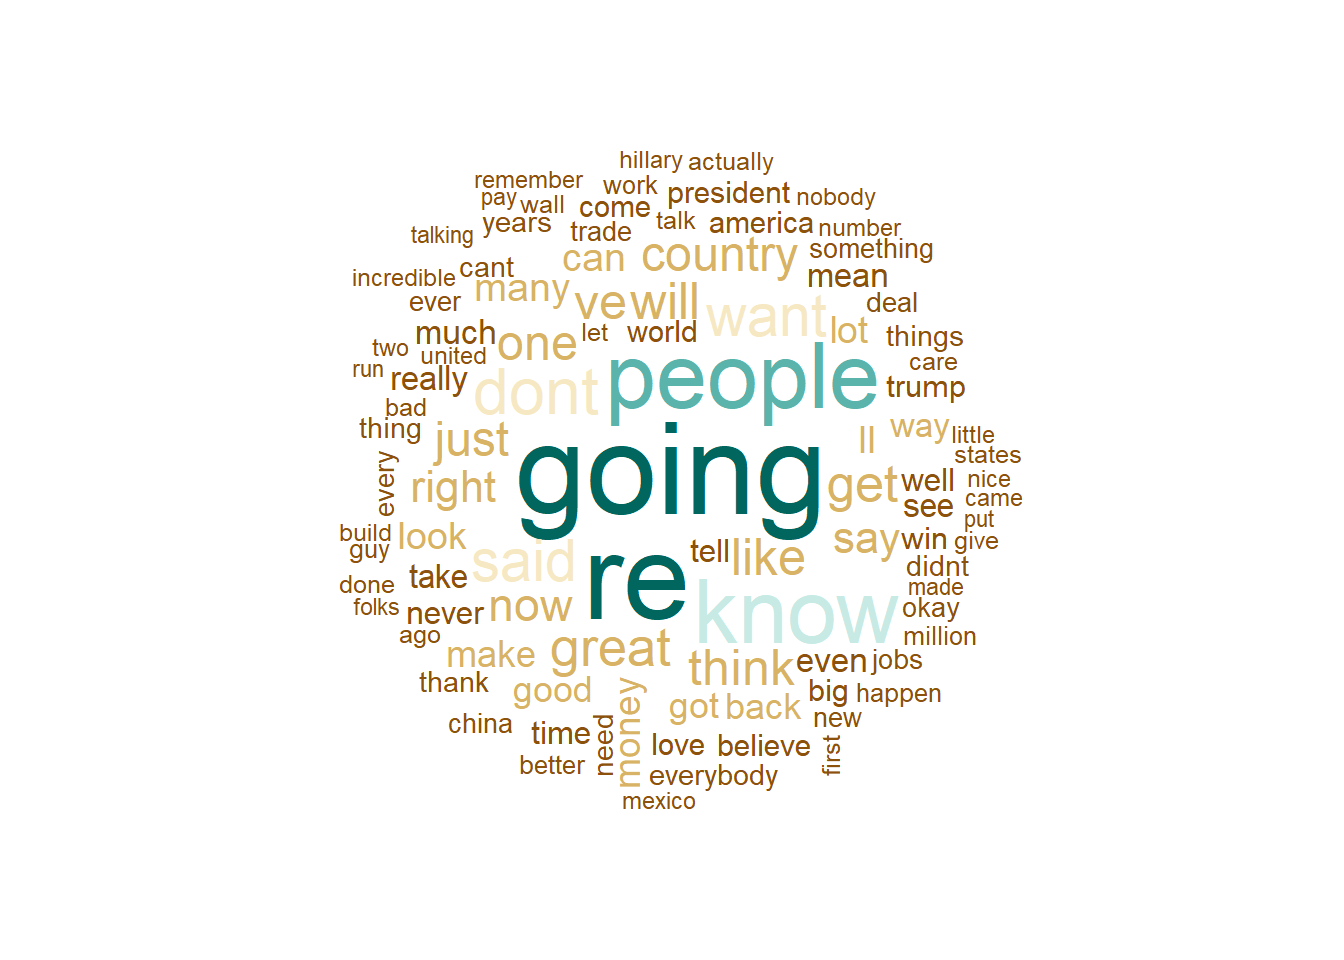 hillary actually
remember work president nobody
pay wall come talk america number
talking years trade can country something
incredible cant many ve will want mean
ever much one let world lot deal things
two united people care
run really dont trump
bad thing just ll way little
every right going get well states
see nice came put
build guy look said re tell like say win give
done take know didnt made
folks never now okay
ago make great think even jobs million
thank good money got back big happen
china time need love believe new first
better everybody
mexico